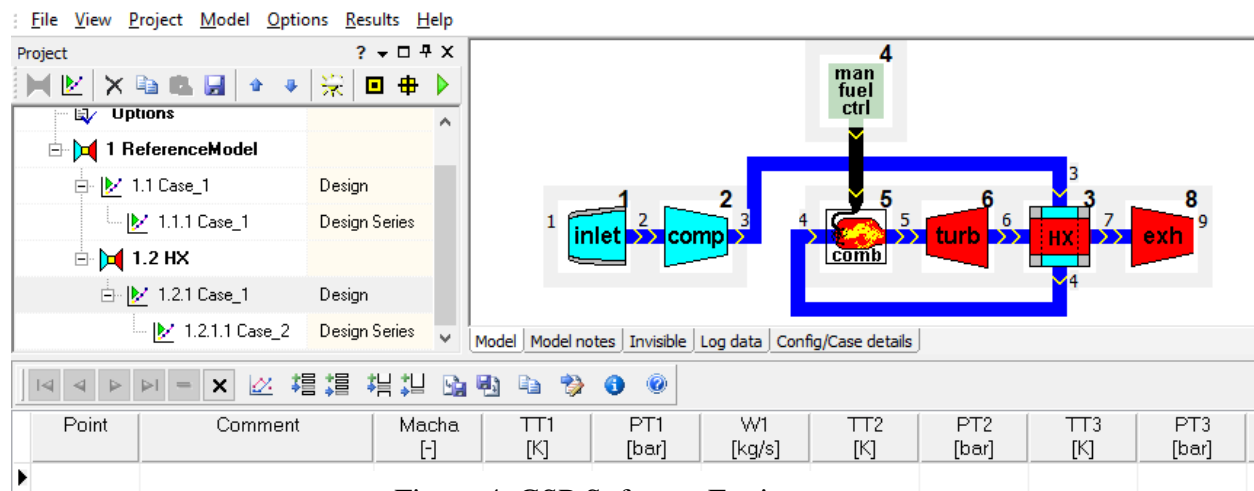 File View Project Model Options Results Help
Project ?
Options
1 ReferenceModel
1.1 Case_1 Design
1.1.1 Case_1 Design Series
1.2 HX
1.2.1 Case_1 Design
1.2.1.1 Case_2 Design Series
4
man
fuel
ctrl
3
1 2 5 6 3 8
1 2 3 4 5 6 7 9
inlet comp comb turb HX exh
4
Model Model notes Invisible Log data Config/Case details
Point Comment Macha TT1 PT1 W1 TT2 PT2 TT3 PT3
[-] [K] [bar] [kg/s] [K] [bar] [K] [bar]